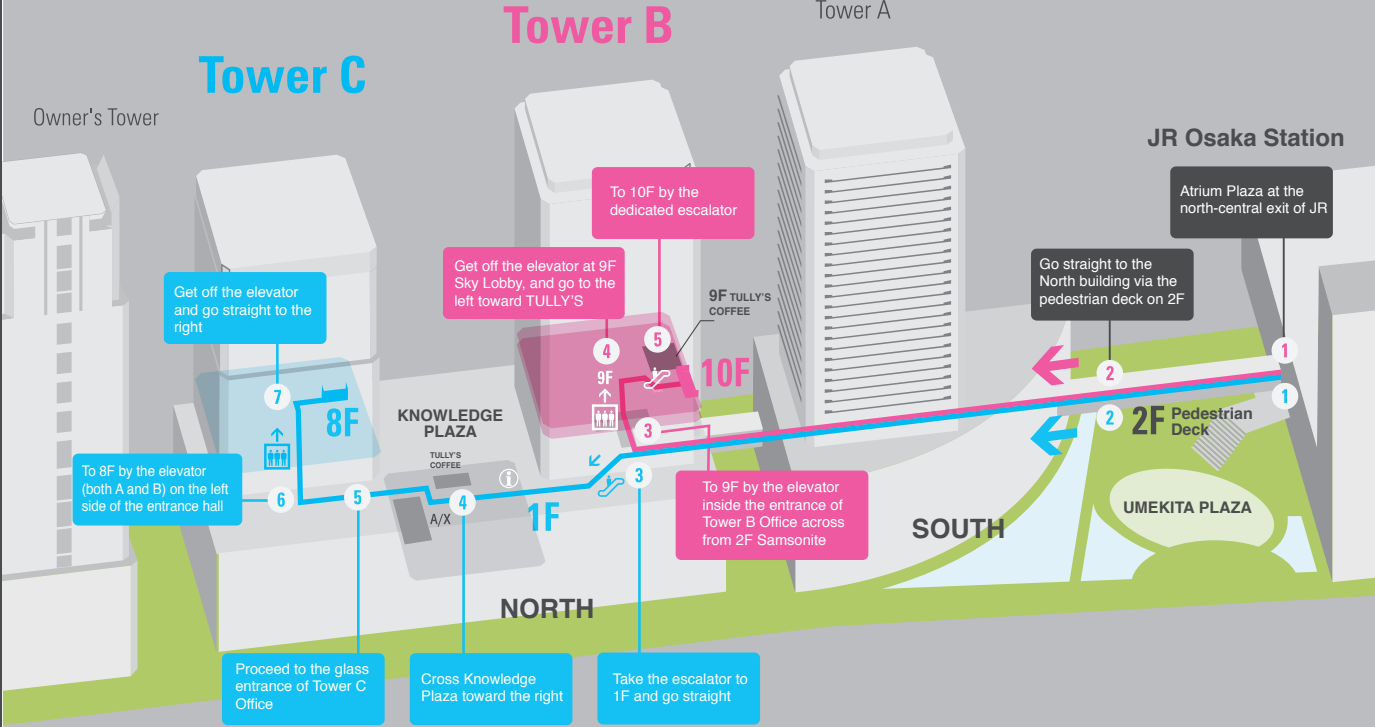 Tower B
Tower A
Tower C
Owner's Tower
JR Osaka Station
Atrium Plaza at the
north-central exit of JR
To 10F by the
dedicated escalator
Get off the elevator at 9F
Sky Lobby, and go to the
left toward TULLY'S
Go straight to the
North building via the
pedestrian deck on 2F
Get off the elevator
and go straight to the
right
9F TULLY'S
COFFEE
4
5
9F
10F
3
1
2
1
2
2F Pedestrian
Deck
7
8F
KNOWLEDGE
PLAZA
TULLY'S
COFFEE
i
To 8F by the elevator
(both A and B) on the left
side of the entrance hall
6
5
4
3
A/X
1F
To 9F by the elevator
inside the entrance of
Tower B Office across
from 2F Samsonite
SOUTH
UMEKITA PLAZA
NORTH
Proceed to the glass
entrance of Tower C
Office
Cross Knowledge
Plaza toward the right
Take the escalator to
1F and go straight